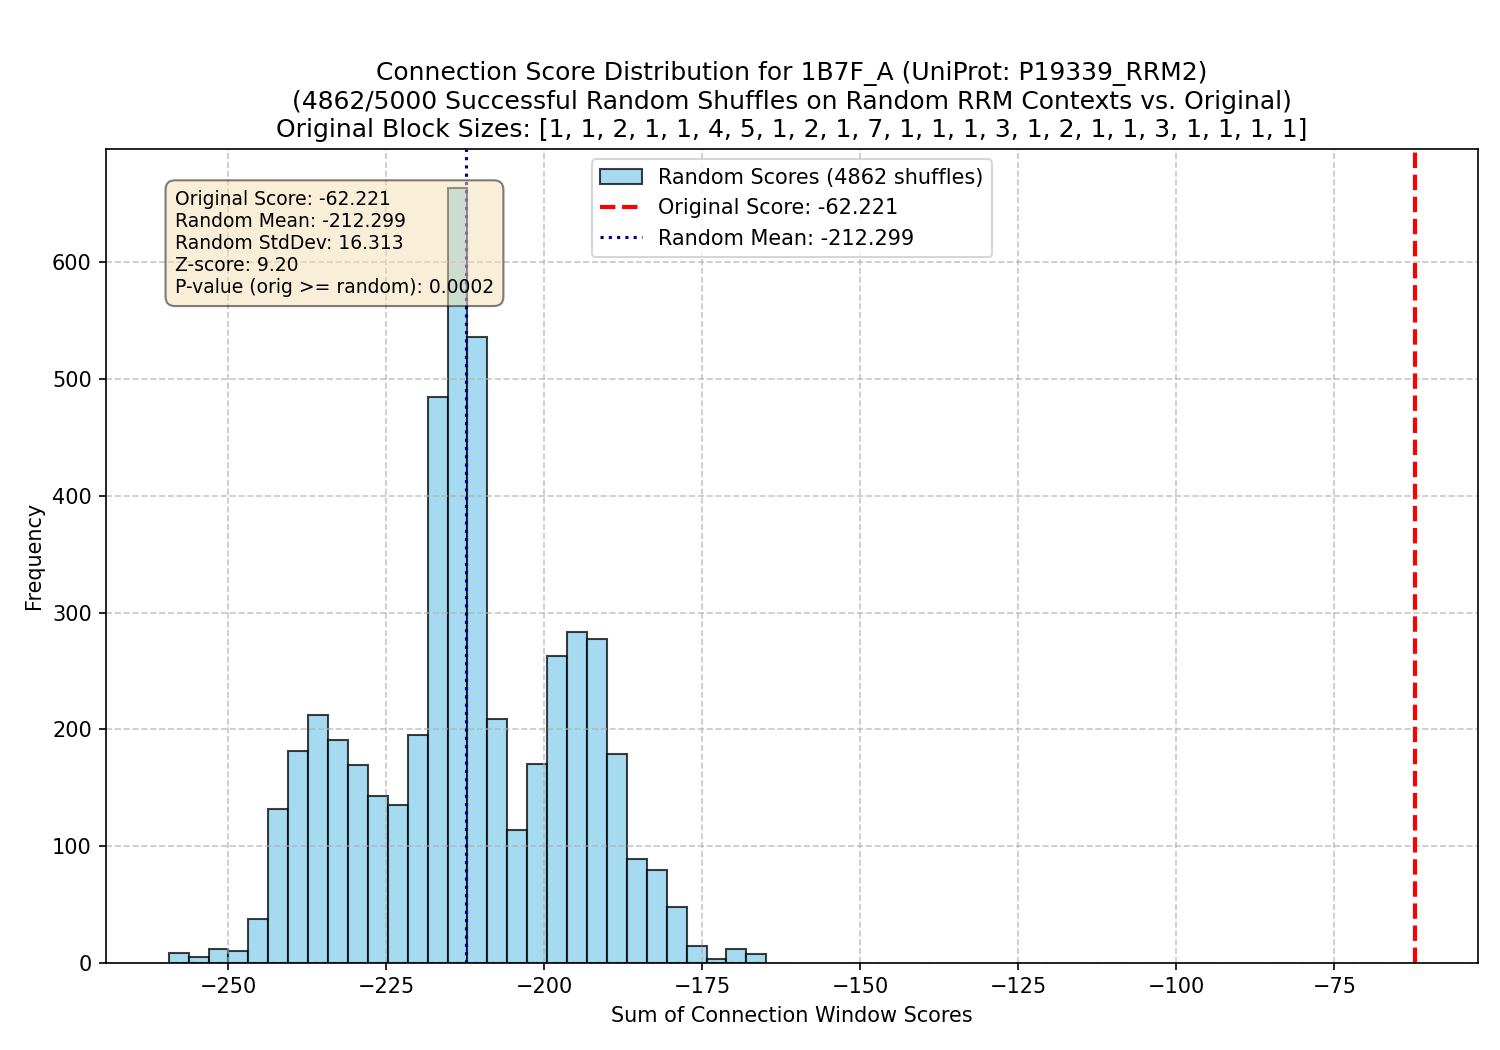 Connection Score Distribution for 1B7F_A (UniProt: P19339_RRM2)
(4862/5000 Successful Random Shuffles on Random RRM Contexts vs. Original)
Original Block Sizes: [1, 1, 2, 1, 1, 4, 5, 1, 2, 1, 7, 1, 1, 1, 3, 1, 2, 1, 1, 3, 1, 1, 1, 1]
Original Score: -62.221
Random Mean: -212.299
Random StdDev: 16.313
Z-score: 9.20
P-value (orig >= random): 0.0002
Random Scores (4862 shuffles)
Original Score: -62.221
Random Mean: -212.299
Frequency
600
500
400
300
200
100
0
−250
−225
−200
−175
−150
−125
−100
−75
Sum of Connection Window Scores